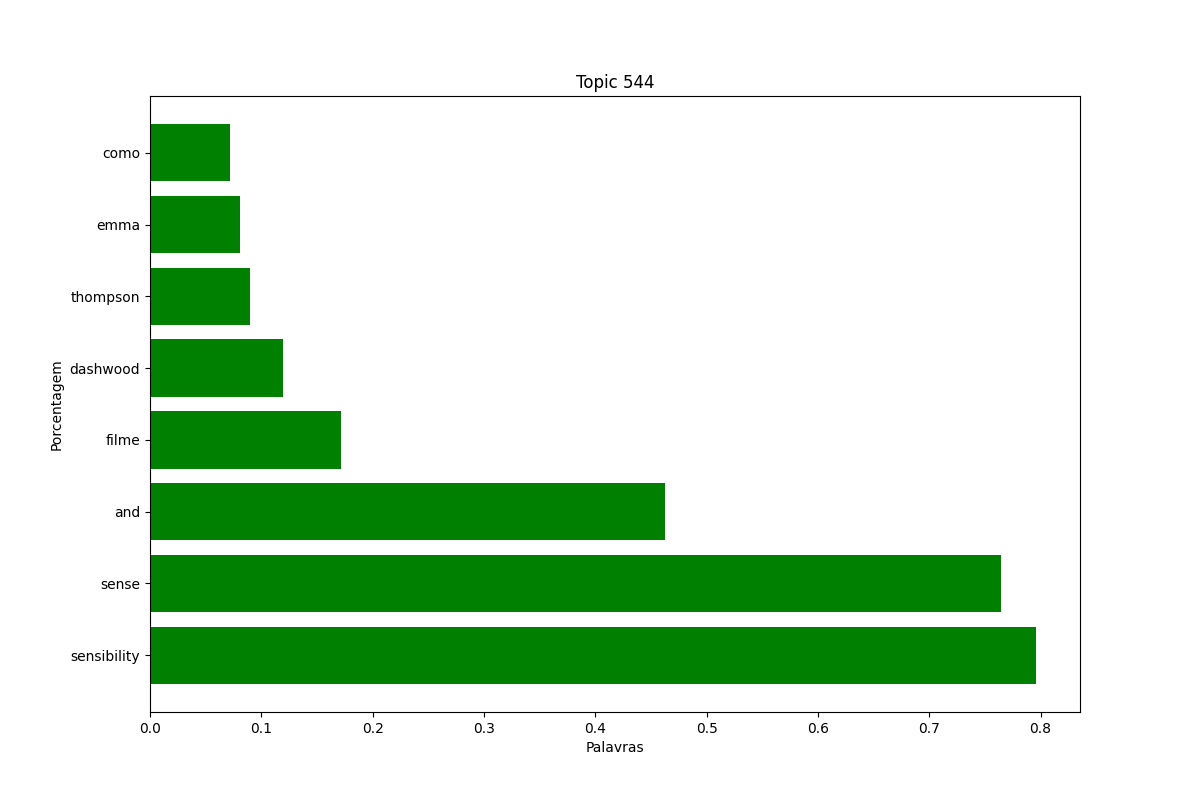 Topic 544
como
emma
thompson
dashwood
filme
and
sense
sensibility
Porcentagem
0.0 0.1 0.2 0.3 0.4 0.5 0.6 0.7 0.8
Palavras